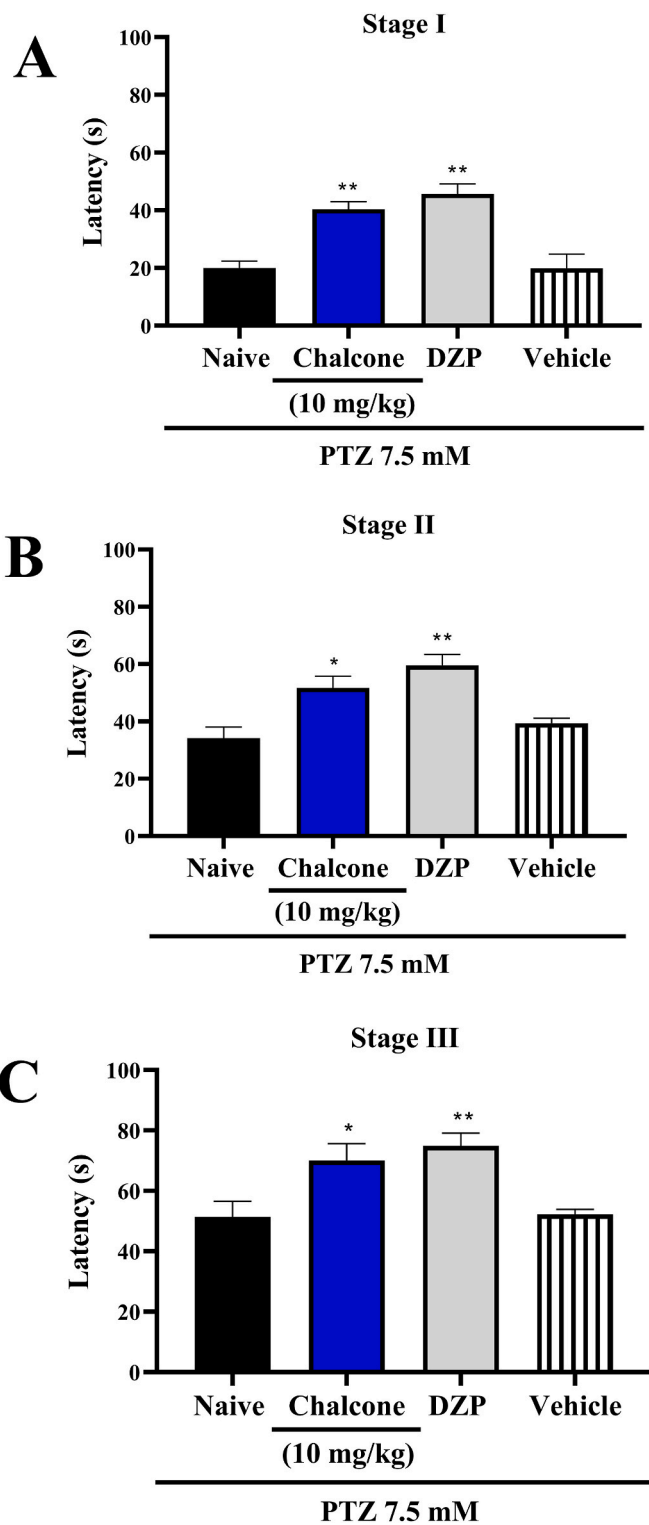 A
Stage I
Latency (s)
100
80
60
40
20
0
**
**
Naive Chalcone DZP Vehicle
(10 mg/kg)
PTZ 7.5 mM
B
Stage II
Latency (s)
100
80
60
40
20
0
*
**
Naive Chalcone DZP Vehicle
(10 mg/kg)
PTZ 7.5 mM
C
Stage III
Latency (s)
100
80
60
40
20
0
*
**
Naive Chalcone DZP Vehicle
(10 mg/kg)
PTZ 7.5 mM